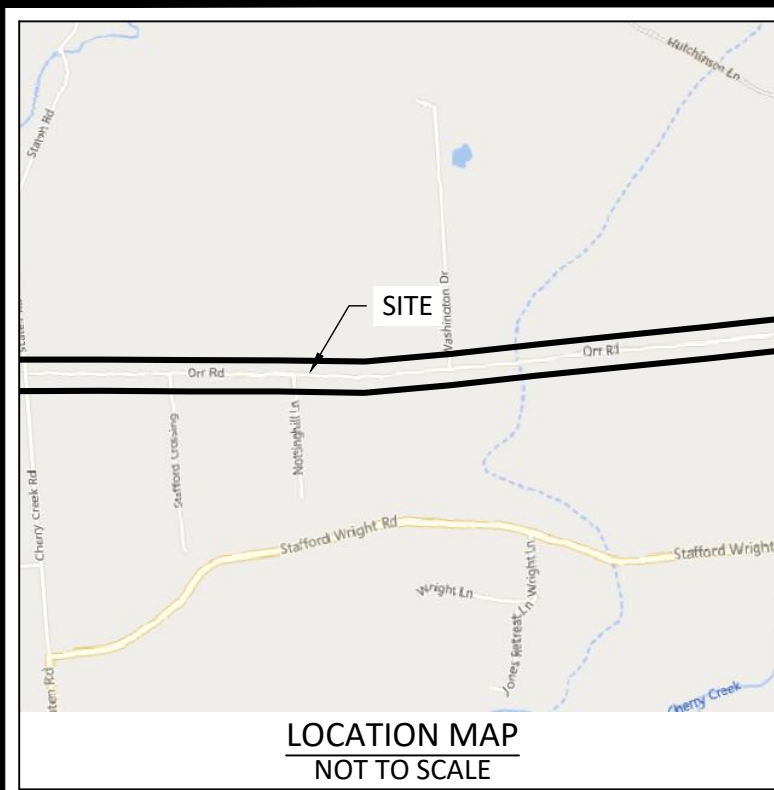 Hutchinson Ln
Staton Rd
SITE
Washington Dr
Orr Rd
Orr Rd
Stafford Crossing
Nottinghill Ln
Cherry Creek Rd
Stafford Wright Rd
Stafford Wright
Wright Ln
Wright Ln
Jones Retreat Ln
Cherry Creek
LOCATION MAP
NOT TO SCALE